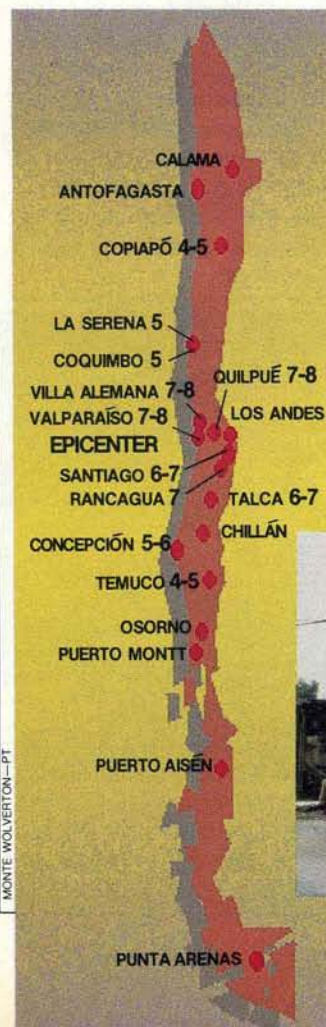 CALAMA
ANTOFAGASTA
COPIAPÓ 4-5
LA SERENA 5
COQUIMBO 5
VILLA ALEMANA 7-8
QUILPUÉ 7-8
VALPARAÍSO 7-8
LOS ANDES
EPICENTER
SANTIAGO 6-7
RANCAGUA 7
TALCA 6-7
CHILLÁN
CONCEPCIÓN 5-6
TEMUCO 4-5
OSORNO
PUERTO MONTT
PUERTO AISÉN
PUNTA ARENAS
MONTE WOLVERTON—PT